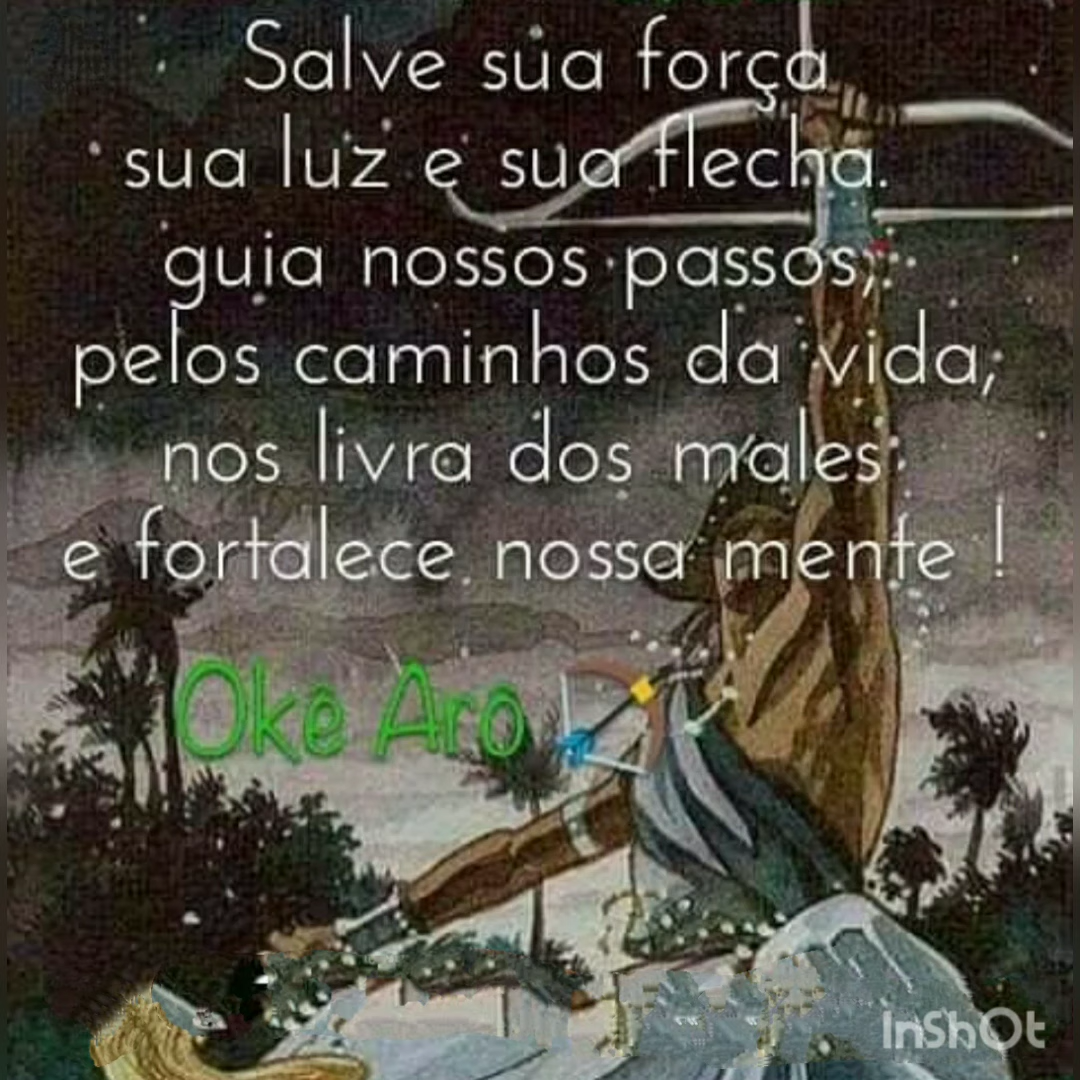 Salve sua força
sua luz e sua flecha.
guia nossos passos,
pelos caminhos da vida,
nos livra dos males
e fortalece nossa mente !
Okê Arô
InShOt